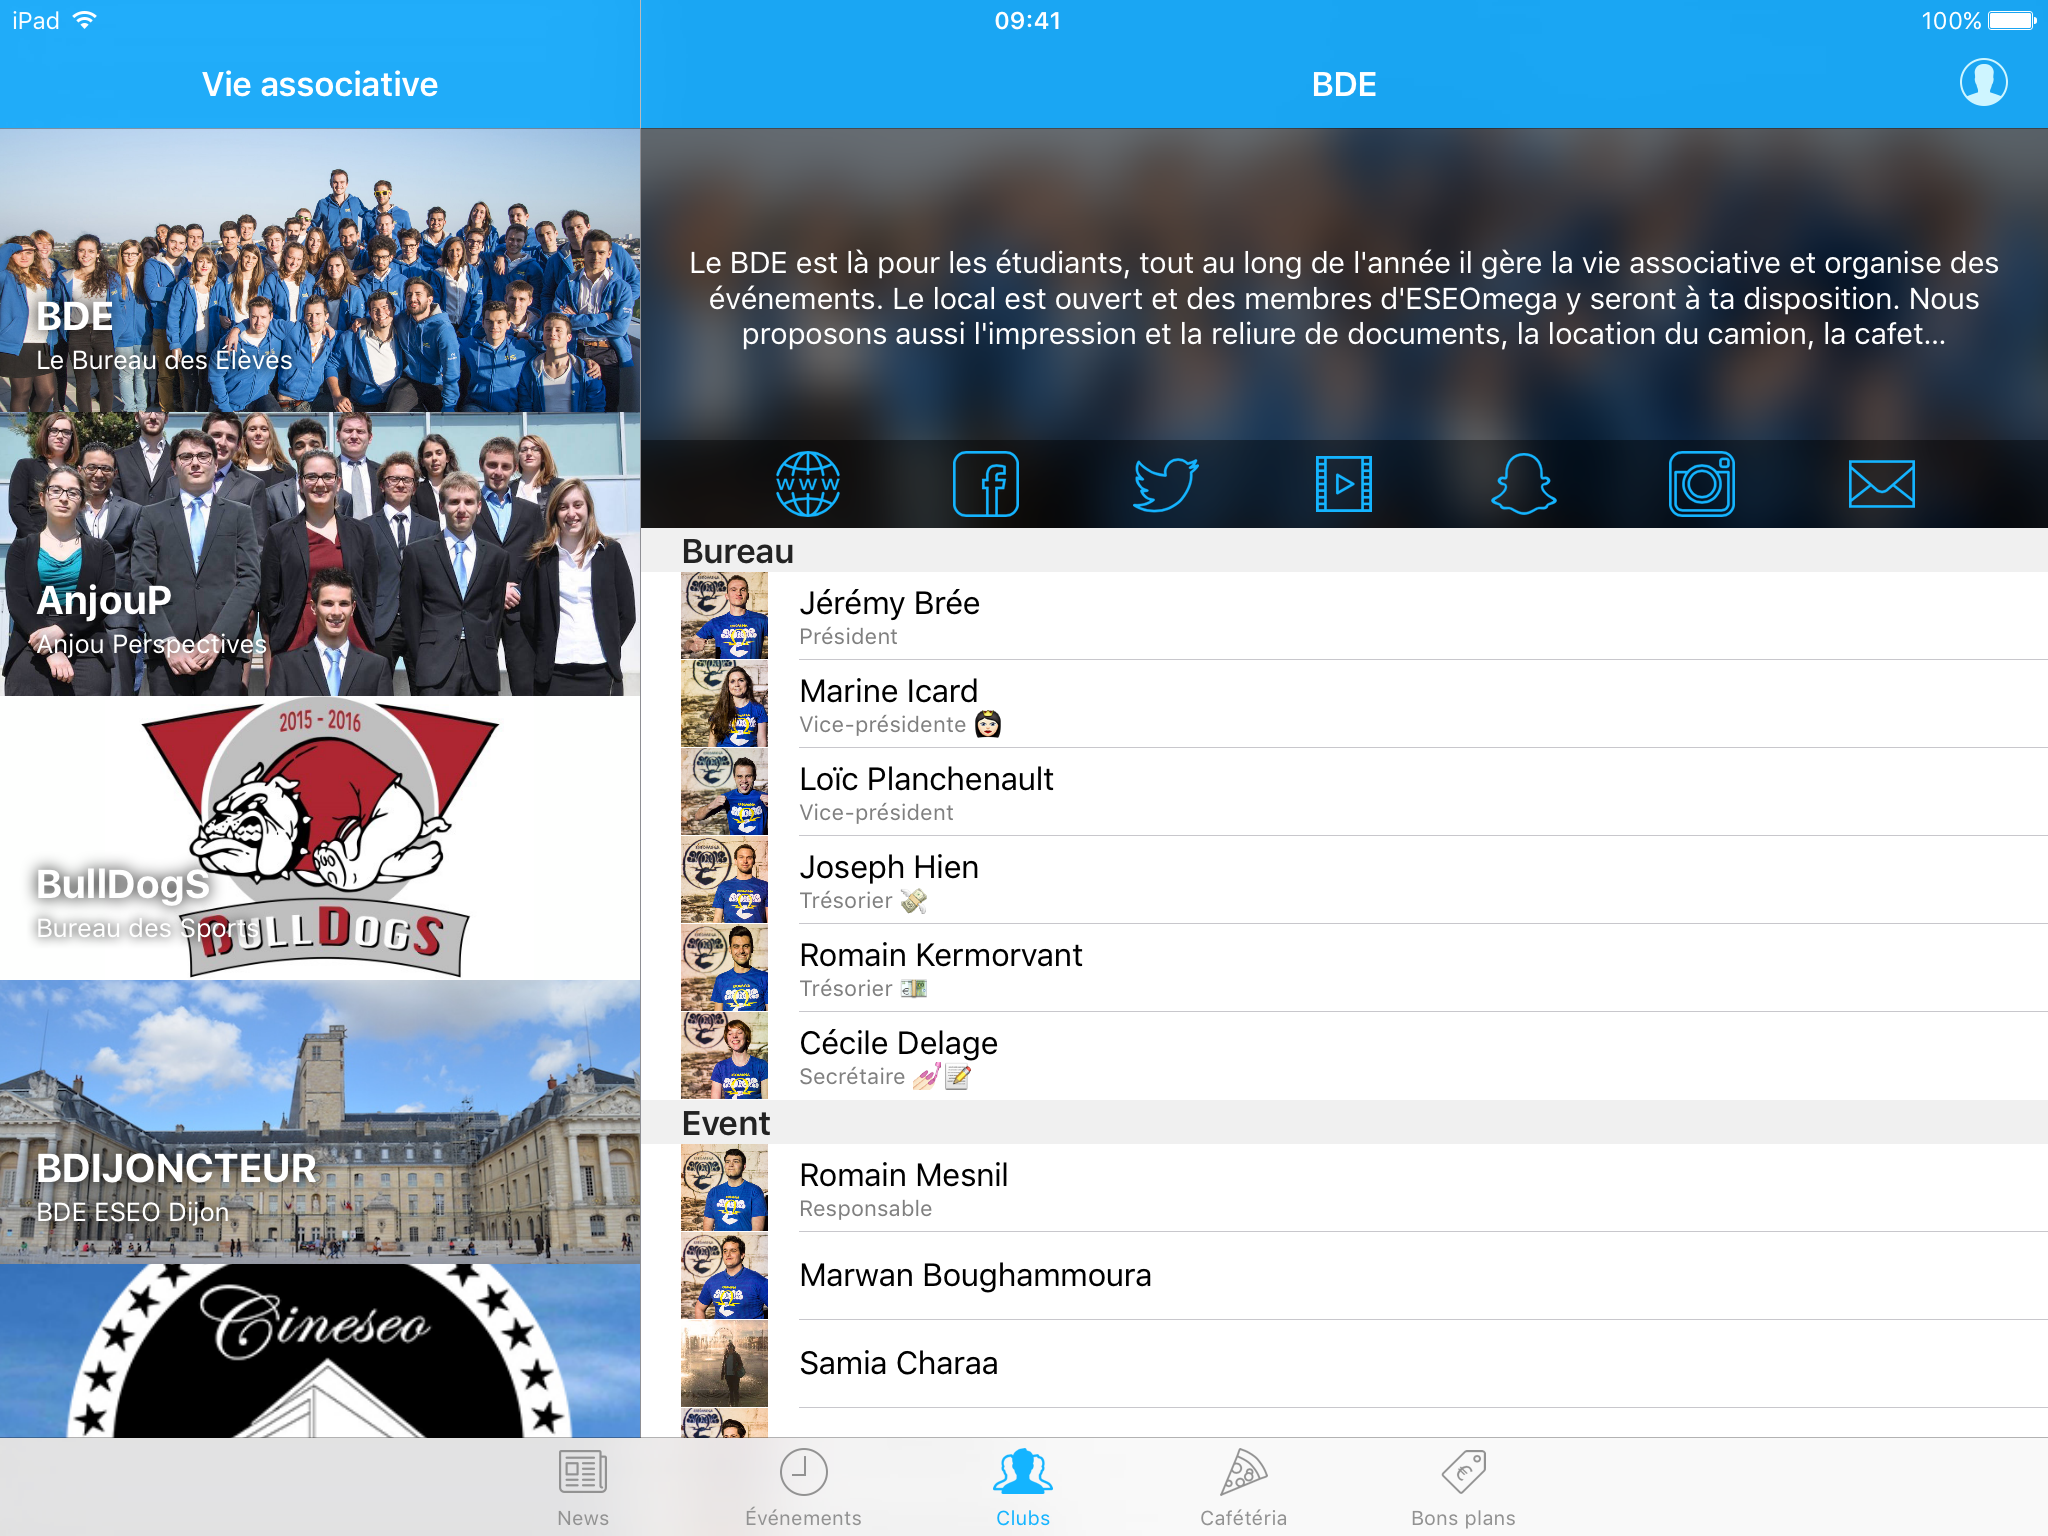 iPad
09:41
100%
Vie associative
BDE
BDE
Le Bureau des Élèves
AnjouP
Anjou Perspectives
2015 - 2016
BullDogS
Bureau des Sports
BULLDOGS
BDIJONCTEUR
BDE ESEO Dijon
Cineseo
Le BDE est là pour les étudiants, tout au long de l'année il gère la vie associative et organise des
événements. Le local est ouvert et des membres d'ESEOmega y seront à ta disposition. Nous
proposons aussi l'impression et la reliure de documents, la location du camion, la cafet...
WWW
Bureau
Jérémy Brée
Président
Marine Icard
Vice-présidente 👸🏻
Loïc Planchenault
Vice-président
Joseph Hien
Trésorier 💸
Romain Kermorvant
Trésorier 💶
Cécile Delage
Secrétaire 💅🏻📝
Event
Romain Mesnil
Responsable
Marwan Boughammoura
Samia Charaa
News
Événements
Clubs
Cafétéria
Bons plans